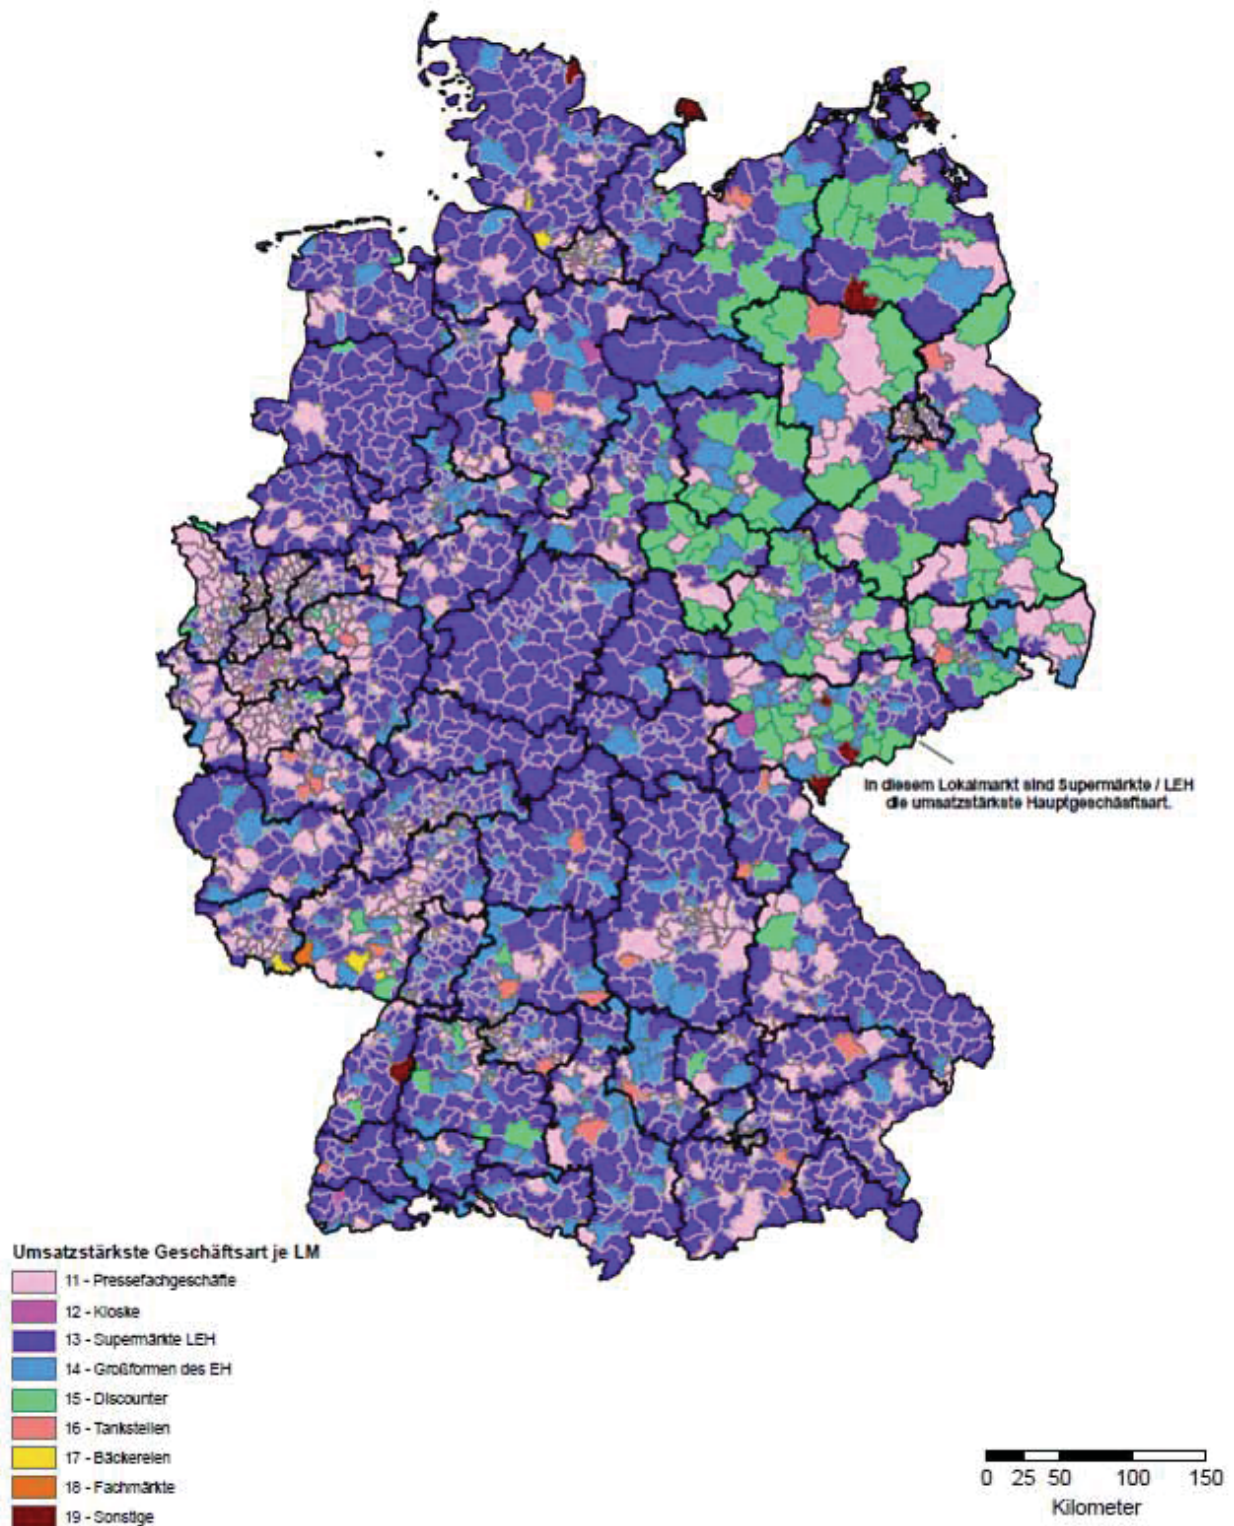 In diesem Lokalmarkt sind Supermärkte / LEH
die umsatzstärkste Hauptgeschäsftsart.
Umsatzstärkste Geschäftsart je LM
11 - Pressefachgeschäfte
12 - Kioske
13 - Supermärkte LEH
14 - Großformen des EH
15 - Discounter
16 - Tankstellen
17 - Bäckereien
18 - Fachmärkte
19 - Sonstige
0 25 50 100 150
Kilometer